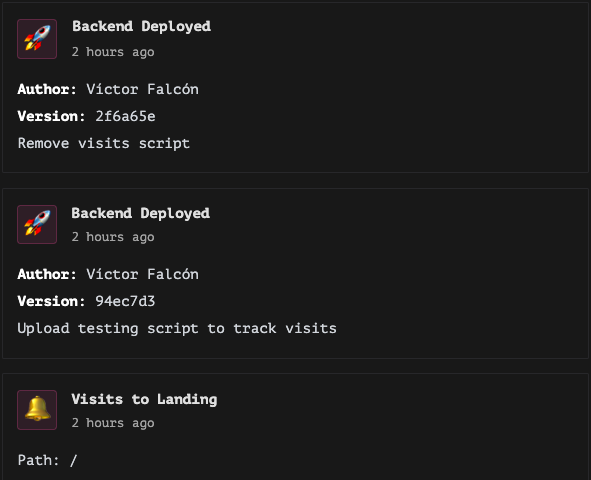 Backend Deployed
2 hours ago
Author: Víctor Falcón
Version: 2f6a65e
Remove visits script
Backend Deployed
2 hours ago
Author: Víctor Falcón
Version: 94ec7d3
Upload testing script to track visits
Visits to Landing
2 hours ago
Path: /